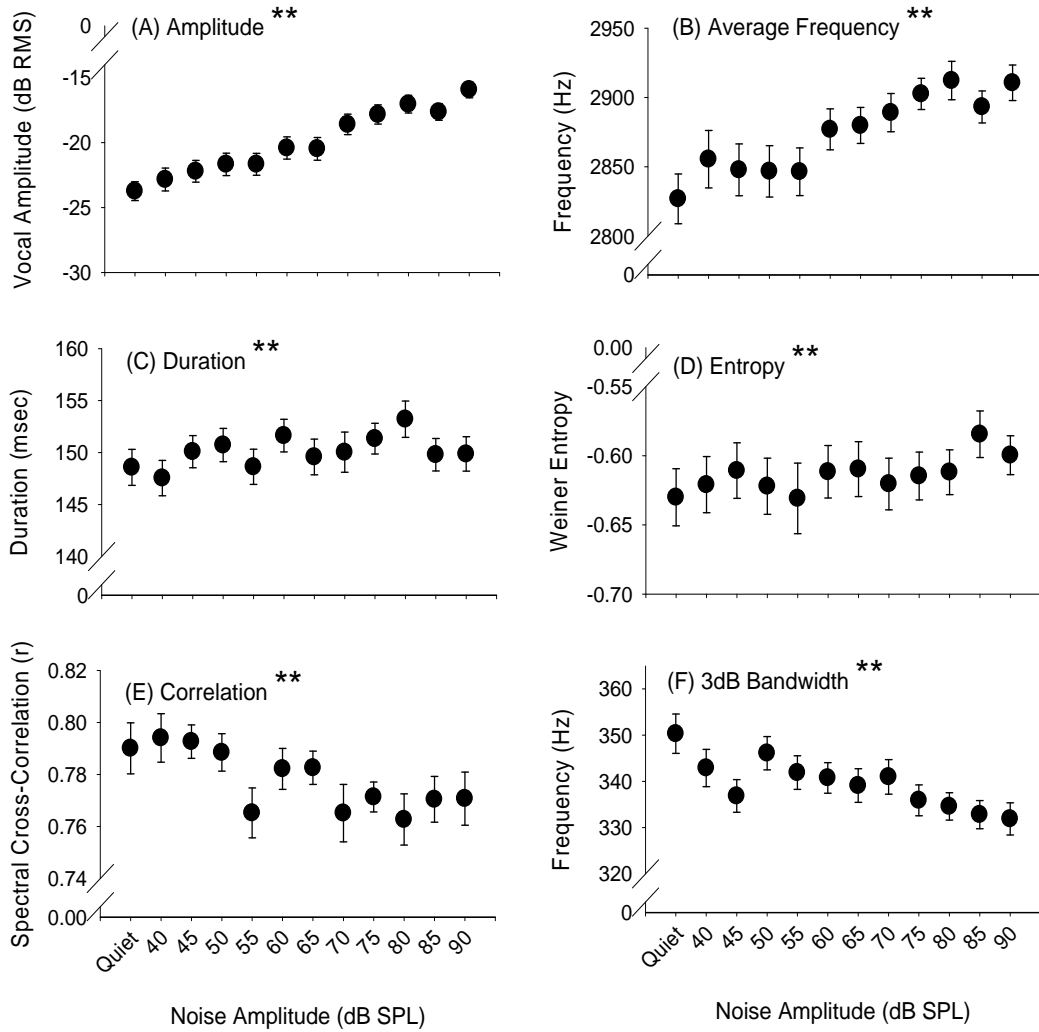 (A) Amplitude **
Vocal Amplitude (dB RMS)
0
-15
-20
-25
-30
(B) Average Frequency **
Frequency (Hz)
2950
2900
2850
2800
0
(C) Duration **
Duration (msec)
160
155
150
145
140
0
(D) Entropy **
Weiner Entropy
0.00
-0.55
-0.60
-0.65
-0.70
(E) Correlation **
Spectral Cross-Correlation (r)
0.82
0.80
0.78
0.76
0.74
0.00
Quiet 40 45 50 55 60 65 70 75 80 85 90
Noise Amplitude (dB SPL)
(F) 3dB Bandwidth **
Frequency (Hz)
360
350
340
330
320
0
Quiet 40 45 50 55 60 65 70 75 80 85 90
Noise Amplitude (dB SPL)